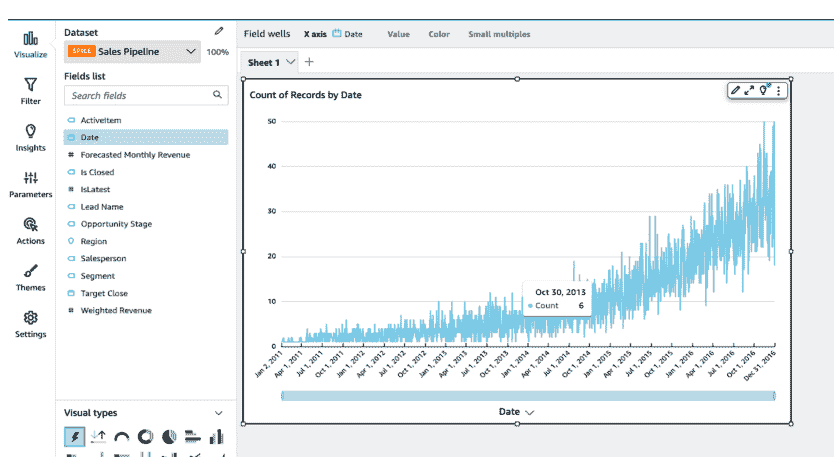 Visualize
Filter
Insights
Parameters
Actions
Themes
Settings
Dataset
SPICE Sales Pipeline 100%
Fields list
Search fields
ActiveItem
Date
# Forecasted Monthly Revenue
Is Closed
# IsLatest
Lead Name
Opportunity Stage
Region
Salesperson
Segment
Target Close
# Weighted Revenue
Visual types
Field wells X axis Date Value Color Small multiples
Sheet 1 +
Count of Records by Date
50
40
30
20
10
0
Oct 30, 2013
Count 6
Jan 2, 2011 Apr 1, 2011 Jul 1, 2011 Oct 1, 2011 Jan 1, 2012 Apr 1, 2012 Jul 1, 2012 Oct 1, 2012 Jan 1, 2013 Apr 1, 2013 Jul 1, 2013 Oct 1, 2013 Jan 1, 2014 Apr 1, 2014 Jul 1, 2014 Oct 1, 2014 Jan 1, 2015 Apr 1, 2015 Jul 1, 2015 Oct 1, 2015 Jan 1, 2016 Apr 1, 2016 Jul 1, 2016 Oct 1, 2016 Dec 31, 2016
Date